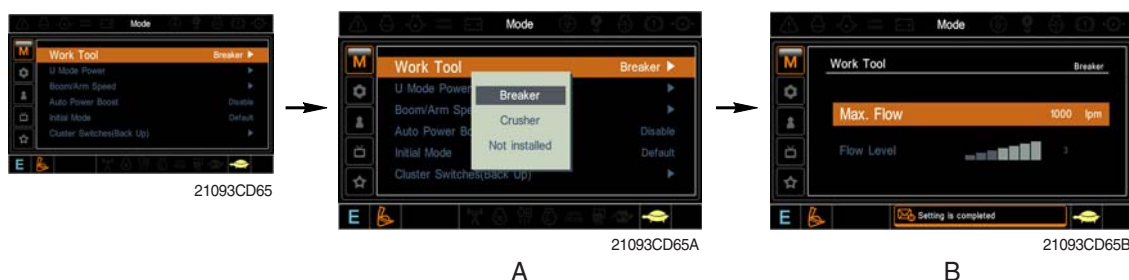 Mode
M
Work Tool Breaker ▶
U Mode Power ▶
Boom/Arm Speed ▶
Auto Power Boost Disable
Initial Mode Default
Cluster Switches(Back Up) ▶
E
21093CD65
Mode
M
Work Tool Breaker ▶
U Mode Power ▶
Boom/Arm Spe ▶
Auto Power Bo Disable
Initial Mode Default
Cluster Switches(Back Up) ▶
Breaker
Crusher
Not installed
E
21093CD65A
A
Mode
M
Work Tool Breaker
Max. Flow 1000 lpm
Flow Level 3
E
Setting is completed
21093CD65B
B